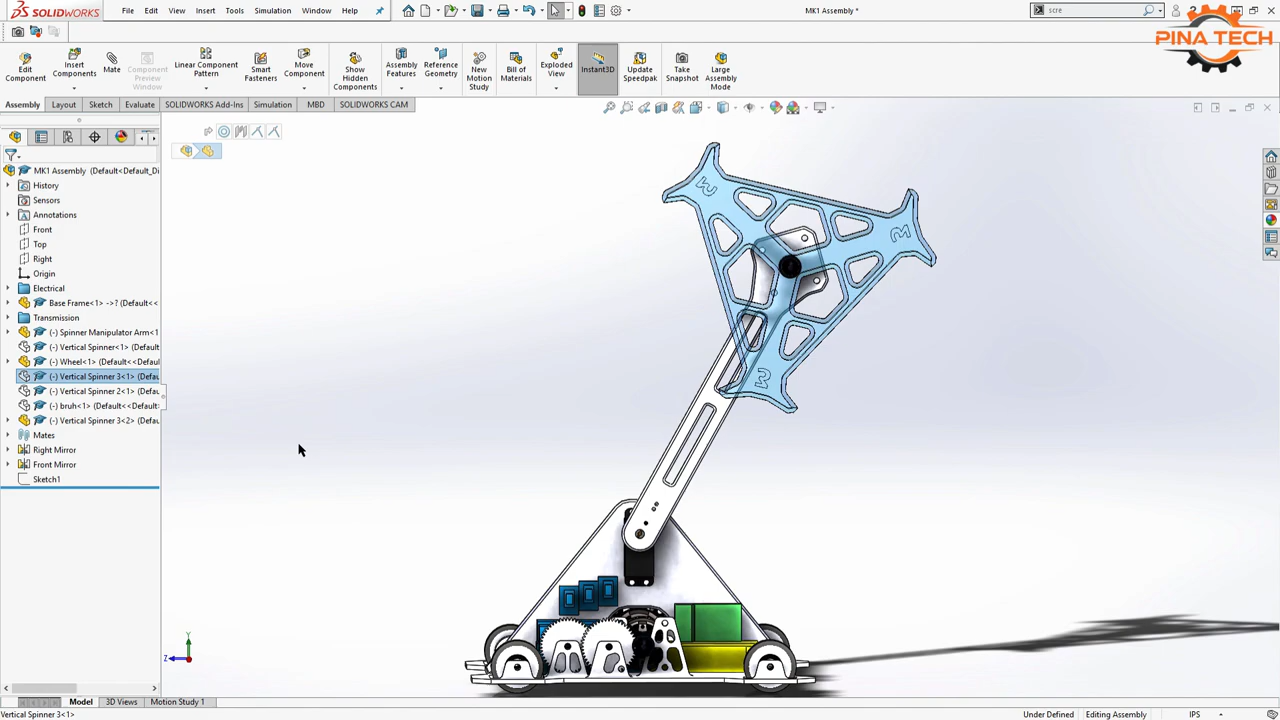 SOLIDWORKS File Edit View Insert Tools Simulation Window Help MK1 Assembly * scre
PINA TECH
Edit Component Insert Components Mate Component Preview Window Linear Component Pattern Smart Fasteners Move Component Show Hidden Components Assembly Features Reference Geometry New Motion Study Bill of Materials Exploded View Instant3D Update Speedpak Take Snapshot Large Assembly Mode
Assembly Layout Sketch Evaluate SOLIDWORKS Add-Ins Simulation MBD SOLIDWORKS CAM
MK1 Assembly (Default<Default_Di
History
Sensors
Annotations
Front
Top
Right
Origin
Electrical
Base Frame<1> ->? (Default<<
Transmission
(-) Spinner Manipulator Arm<1
(-) Vertical Spinner<1> (Default
(-) Wheel<1> (Default<<Defaul
(-) Vertical Spinner 3<1> (Defau
(-) Vertical Spinner 2<1> (Defau
(-) bruh<1> (Default<<Default
(-) Vertical Spinner 3<2> (Defau
Mates
Right Mirror
Front Mirror
Sketch1
Y
Z
Model 3D Views Motion Study 1
Vertical Spinner 3<1> Under Defined Editing Assembly IPS